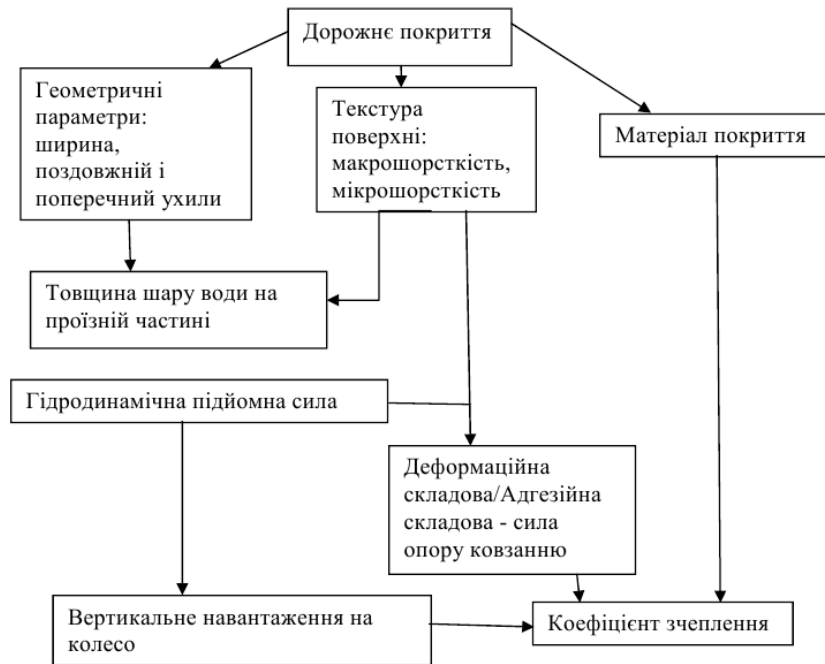 Дорожнє покриття
Геометричні
параметри:
ширина,
поздовжній і
поперечний ухили
Текстура
поверхні:
макрошорсткість,
мікрошорсткість
Матеріал покриття
Товщина шару води на
проїзній частині
Гідродинамічна підйомна сила
Деформаційна
складова/Адгезійна
складова - сила
опору ковзанню
Вертикальне навантаження на
колесо
Коефіцієнт зчеплення